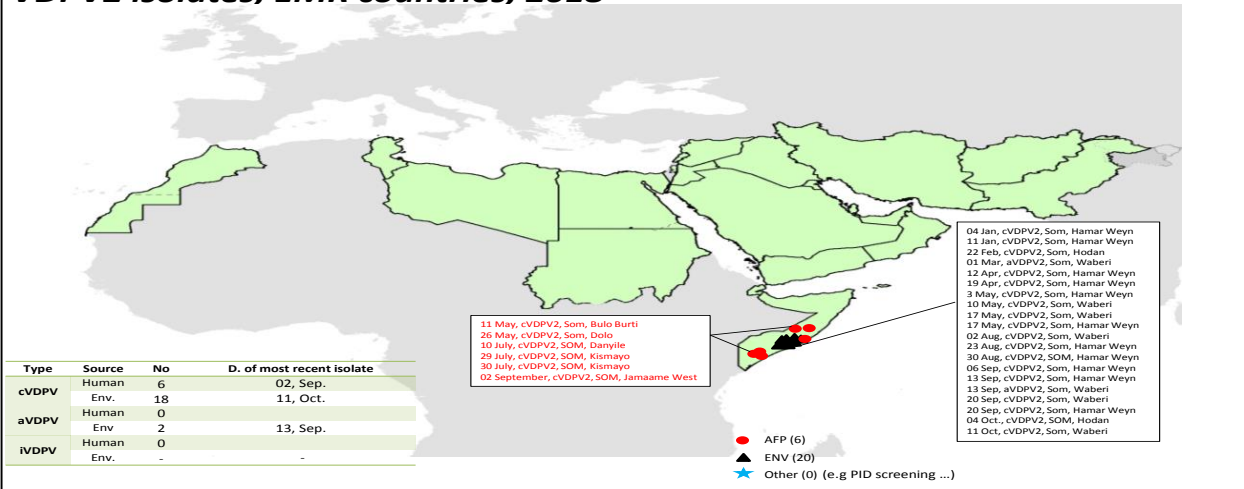 VDPV2 isolates, EMR countries, 2018
04 Jan, cVDPV2, Som, Hamar Weyn
11 Jan, cVDPV2, Som, Hamar Weyn
22 Feb, cVDPV2, Som, Hodan
01 Mar, aVDPV2, Som, Waberi
12 Apr, cVDPV2, Som, Hamar Weyn
19 Apr, cVDPV2, Som, Hamar Weyn
3 May, cVDPV2, Som, Hamar Weyn
10 May, cVDPV2, Som, Waberi
17 May, cVDPV2, Som, Waberi
17 May, cVDPV2, Som, Hamar Weyn
02 Aug, cVDPV2, Som, Waberi
23 Aug, cVDPV2, Som, Hamar Weyn
30 Aug, cVDPV2, SOM, Hamar Weyn
06 Sep, cVDPV2, Som, Hamar Weyn
13 Sep, cVDPV2, Som, Hamar Weyn
13 Sep, aVDPV2, Som, Waberi
20 Sep, cVDPV2, Som, Waberi
20 Sep, cVDPV2, Som, Hamar Weyn
04 Oct., cVDPV2, SOM, Hodan
11 Oct, cVDPV2, Som, Waberi
11 May, cVDPV2, Som, Bulo Burti
26 May, cVDPV2, Som, Dolo
10 July, cVDPV2, SOM, Danyile
29 July, cVDPV2, SOM, Kismayo
30 July, cVDPV2, SOM, Kismayo
02 September, cVDPV2, SOM, Jamaame West
Type Source No D. of most recent isolate
cVDPV Human 6 02, Sep.
Env. 18 11, Oct.
aVDPV Human 0
Env 2 13, Sep.
iVDPV Human 0
Env. - -
AFP (6)
ENV (20)
Other (0) (e.g PID screening ...)